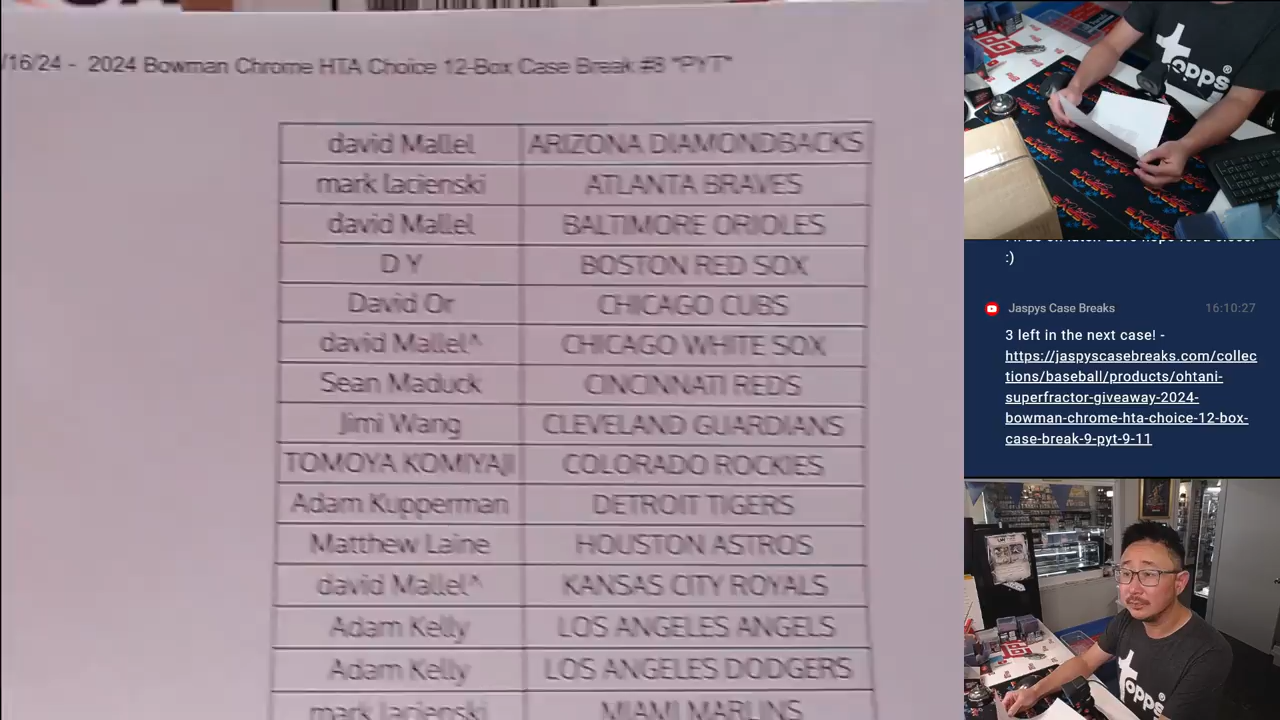 /16/24 - 2024 Bowman Chrome HTA Choice 12-Box Case Break #8 "PYT"
david Mallel ARIZONA DIAMONDBACKS
mark lacienski ATLANTA BRAVES
david Mallel BALTIMORE ORIOLES
D Y BOSTON RED SOX
David Or CHICAGO CUBS
david Mallel^ CHICAGO WHITE SOX
Sean Maduck CINCINNATI REDS
Jimi Wang CLEVELAND GUARDIANS
TOMOYA KOMIYAJI COLORADO ROCKIES
Adam Kupperman DETROIT TIGERS
Matthew Laine HOUSTON ASTROS
david Mallel^ KANSAS CITY ROYALS
Adam Kelly LOS ANGELES ANGELS
Adam Kelly LOS ANGELES DODGERS
mark lacienski MIAMI MARLINS
topps®
:)
Jaspys Case Breaks 16:10:27
3 left in the next case! -
https://jaspyscasebreaks.com/collec
tions/baseball/products/ohtani-
superfractor-giveaway-2024-
bowman-chrome-hta-choice-12-box-
case-break-9-pyt-9-11
topps®